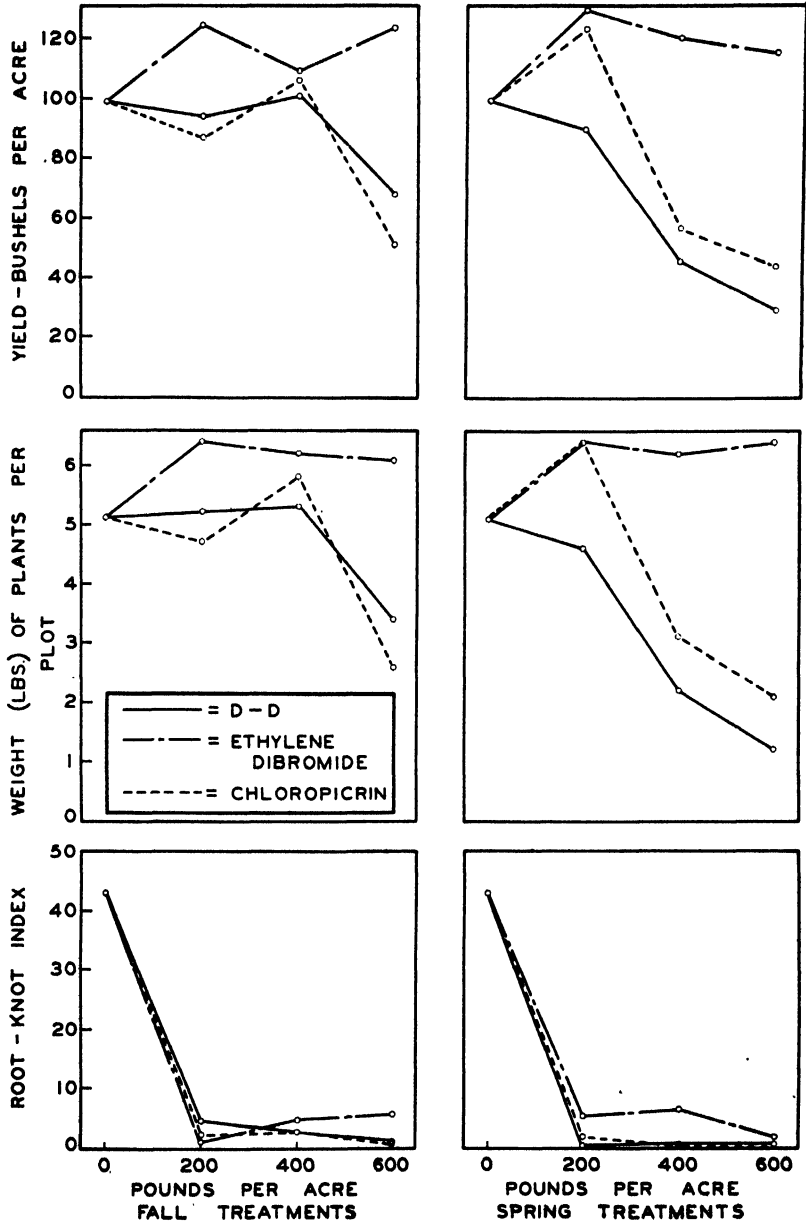 YIELD-BUSHELS PER ACRE
120
100
80
60
40
20
0
WEIGHT (LBS.) OF PLANTS PER
PLOT
6
5
4
3
2
1
0
= D-D
= ETHYLENE
DIBROMIDE
= CHLOROPICRIN
ROOT-KNOT INDEX
50
40
30
20
10
0
0 200 400 600
POUNDS PER ACRE
FALL TREATMENTS
0 200 400 600
POUNDS PER ACRE
SPRING TREATMENTS